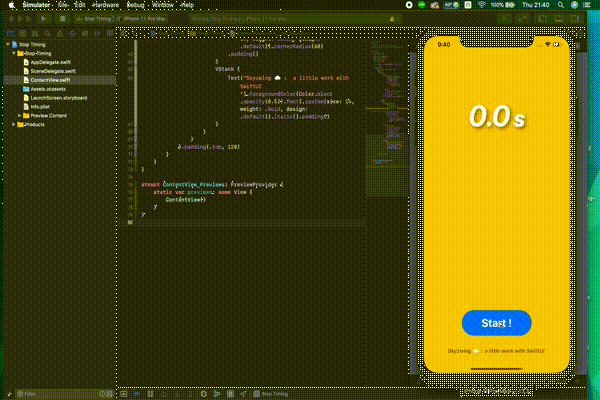 Simulator File Edit Hardware Debug Window Help
100% Thu 21:40
Stop Timing iPhone 11 Pro Max
Stop Timing
Stop Timing
AppDelegate.swift
SceneDelegate.swift
ContentView.swift
Assets.xcassets
LaunchScreen.storyboard
Info.plist
Preview Content
Products
.default)).cornerRadius(60)
.padding()
}
VStack {
Text("Skyzwing ☁️ : a little work with
SwiftUI
").foregroundColor(Color.black
.opacity(0.5)).font(.system(size:
weight: .bold, design:
.default)).italic().padding()
}
}
}
}.padding(.top, 120)
}
}
}
struct ContentView_Previews: PreviewProvider {
static var previews: some View {
ContentView()
}
}
80
9:40
0.0 s
Start !
Skyzwing ☁️ : a little work with SwiftUI
Filter
Stop Timing